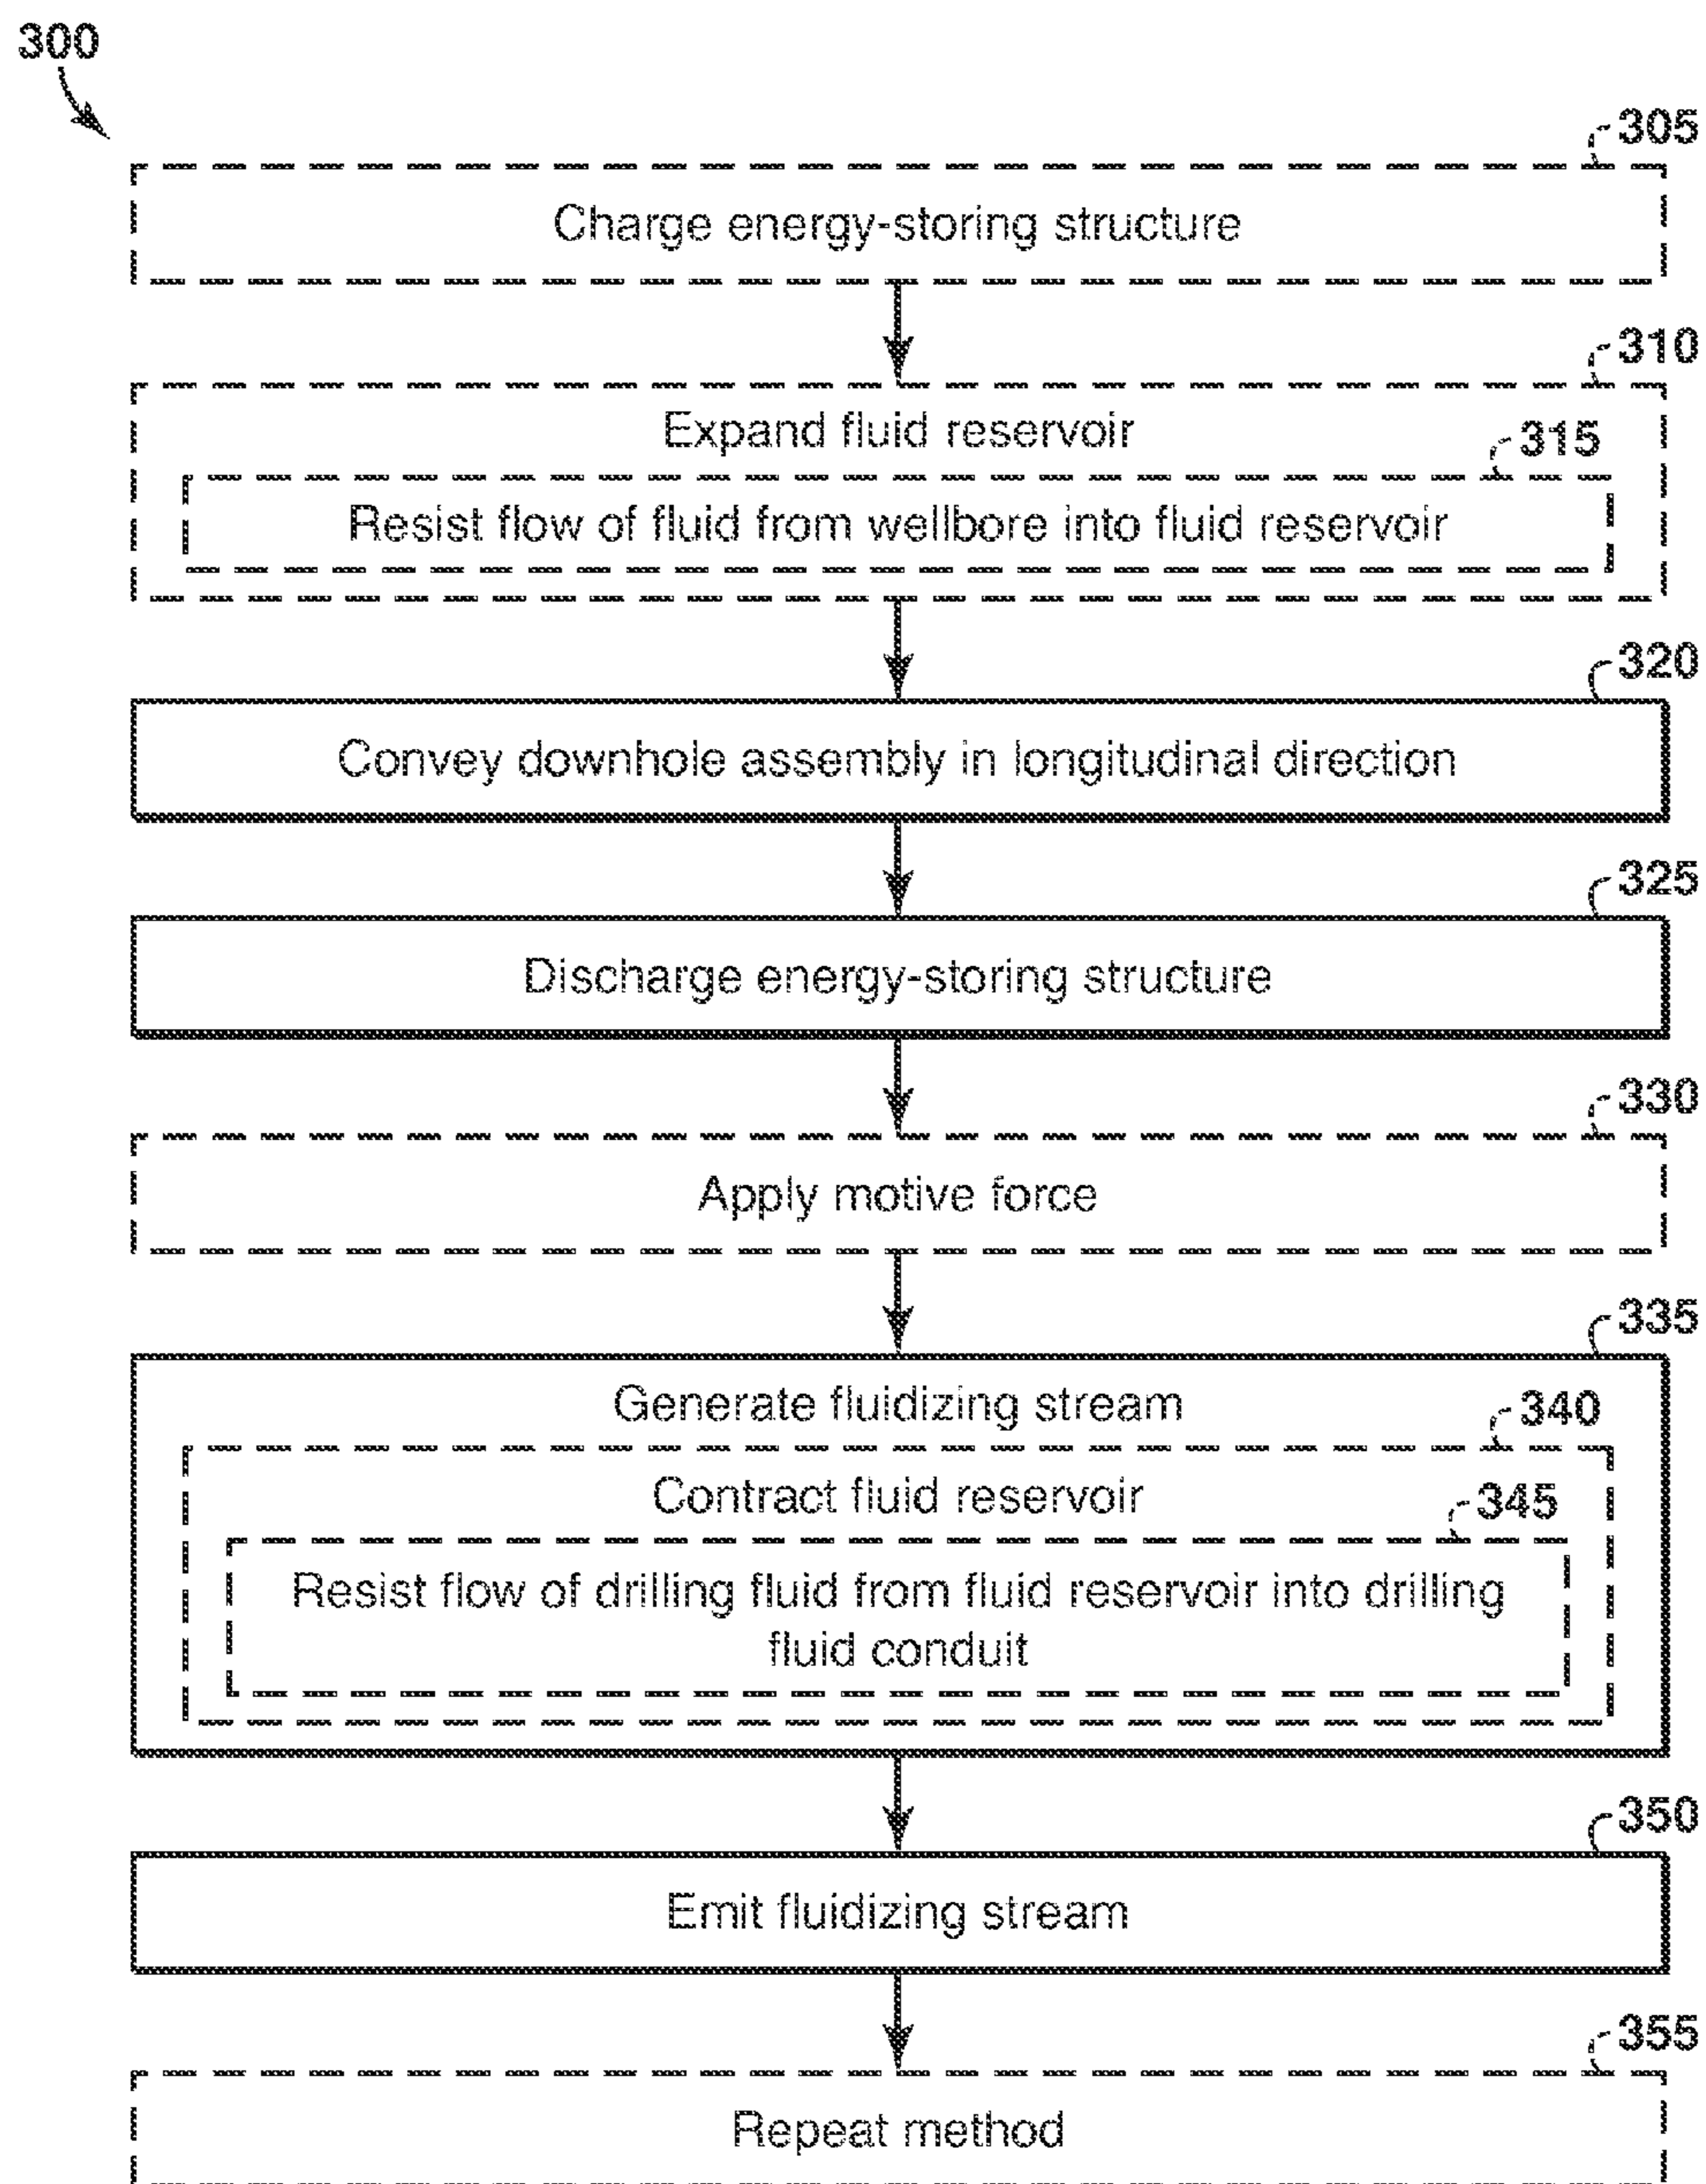 300
305
Charge energy-storing structure
310
Expand fluid reservoir
315
Resist flow of fluid from wellbore into fluid reservoir
320
Convey downhole assembly in longitudinal direction
325
Discharge energy-storing structure
330
Apply motive force
335
Generate fluidizing stream
340
Contract fluid reservoir
345
Resist flow of drilling fluid from fluid reservoir into drilling
fluid conduit
350
Emit fluidizing stream
355
Repeat method